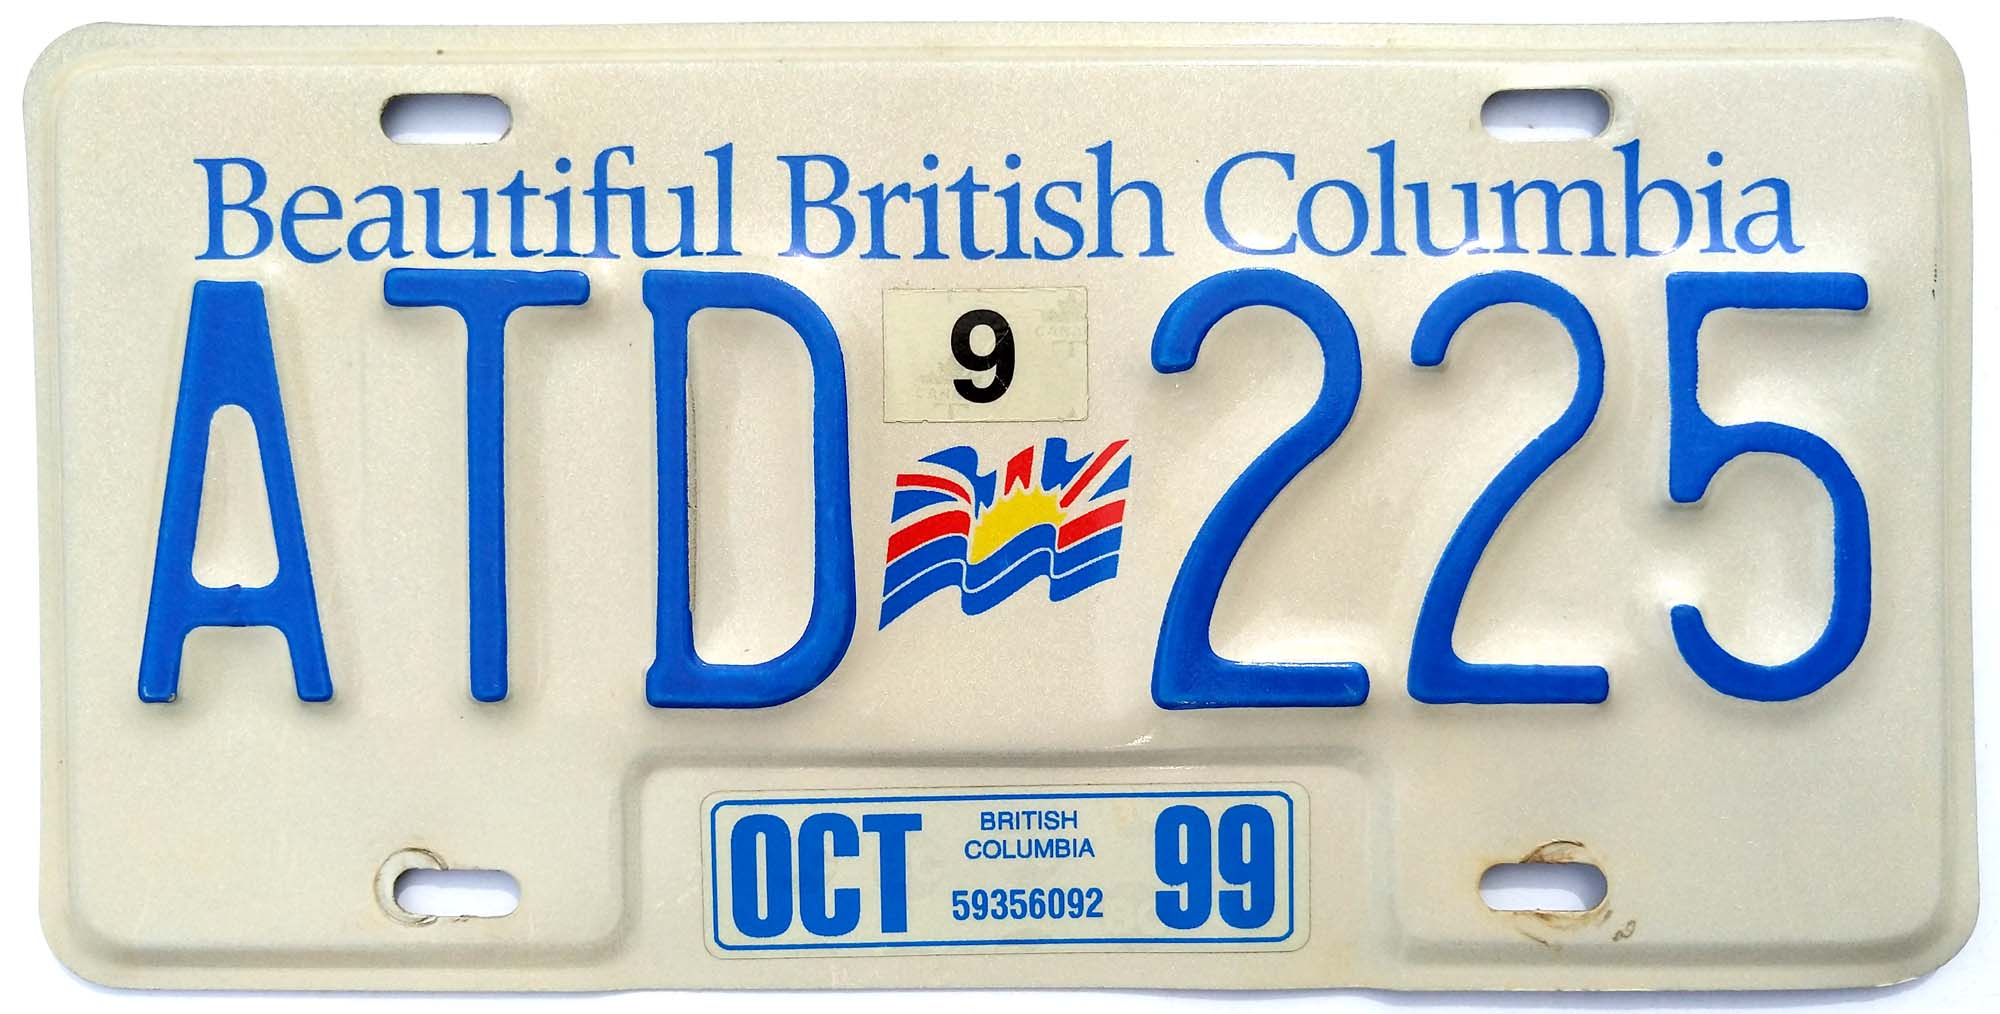 Beautiful British Columbia
ATD 225
9
OCT BRITISH COLUMBIA 99
59356092